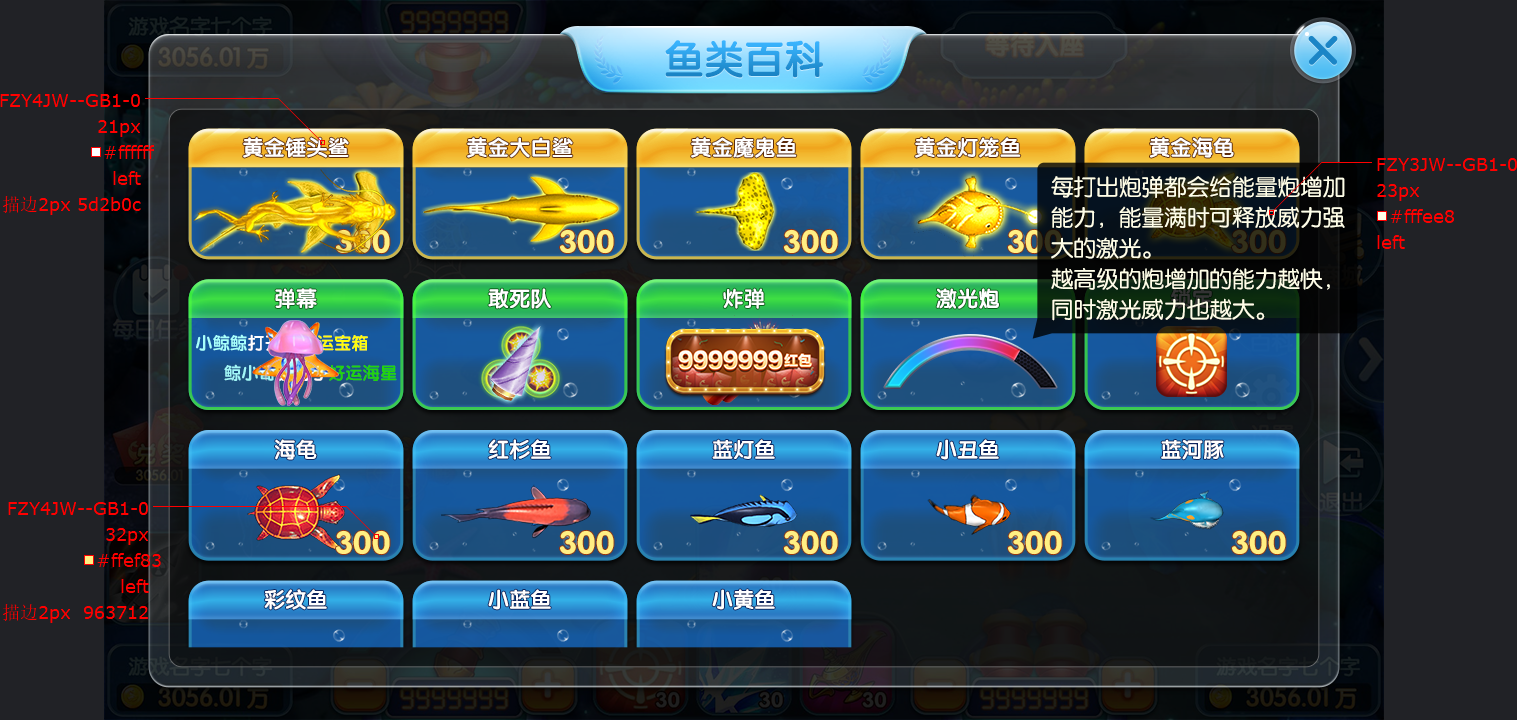 游戏名字七个字
3056.01万
9999999
等待入座
鱼类百科
FZY4JW--GB1-0
21px
#ffffff
left
描边2px 5d2b0c
FZY3JW--GB1-0
23px
#fffee8
left
黄金锤头鲨
黄金大白鲨
黄金魔鬼鱼
黄金灯笼鱼
黄金海龟
300
300
300
300
300
每打出炮弹都会给能量炮增加
能力，能量满时可释放威力强
大的激光。
越高级的炮增加的能力越快，
同时激光威力也越大。
弹幕
敢死队
炸弹
激光炮
每日任
小鲸鲸打
运宝箱
鲸小
好运海星
9999999红包
海龟
红杉鱼
蓝灯鱼
小丑鱼
蓝河豚
3056.01
退出
300
300
300
300
300
FZY4JW--GB1-0
32px
#ffef83
left
描边2px 963712
彩纹鱼
小蓝鱼
小黄鱼
游戏名字七个字
3056.01万
9999999
30
30
30
9999999
游戏名字七个字
3056.01万